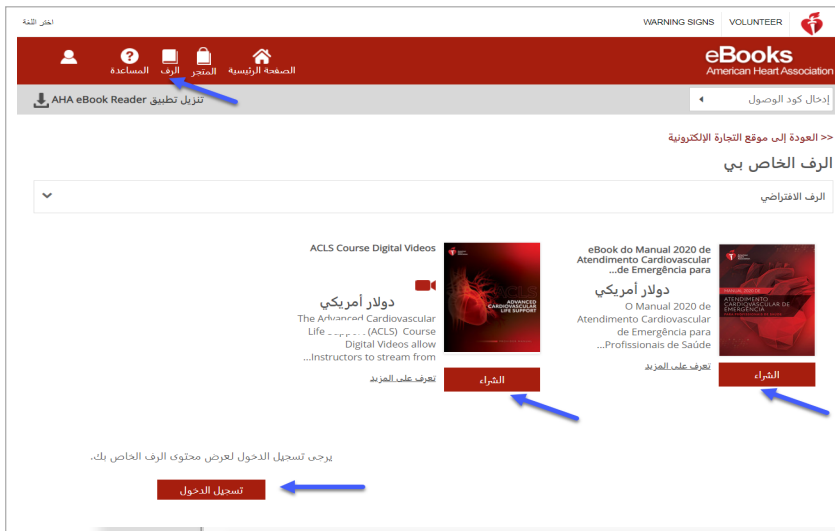 اختر اللغة
WARNING SIGNS
VOLUNTEER
eBooks
American Heart Association
الصفحة الرئيسية
المتجر
الرف
المساعدة
إدخال كود الوصول
تنزيل تطبيق AHA eBook Reader
<< العودة إلى موقع التجارة الإلكترونية
الرف الخاص بي
الرف الافتراضي
eBook do Manual 2020 de
Atendimento Cardiovascular
de Emergência para...
دولار أمريكي
O Manual 2020 de
Atendimento Cardiovascular
de Emergência para
Profissionais de Saúde...
تعرف على المزيد
MANUAL 2020 DE
ATENDIMENTO
CARDIOVASCULAR DE
EMERGÊNCIA
الشراء
ACLS Course Digital Videos
دولار أمريكي
The Advanced Cardiovascular
Life Support (ACLS) Course
Digital Videos allow
Instructors to stream from...
تعرف على المزيد
ADVANCED
CARDIOVASCULAR
LIFE SUPPORT
الشراء
يرجى تسجيل الدخول لعرض محتوى الرف الخاص بك.
تسجيل الدخول